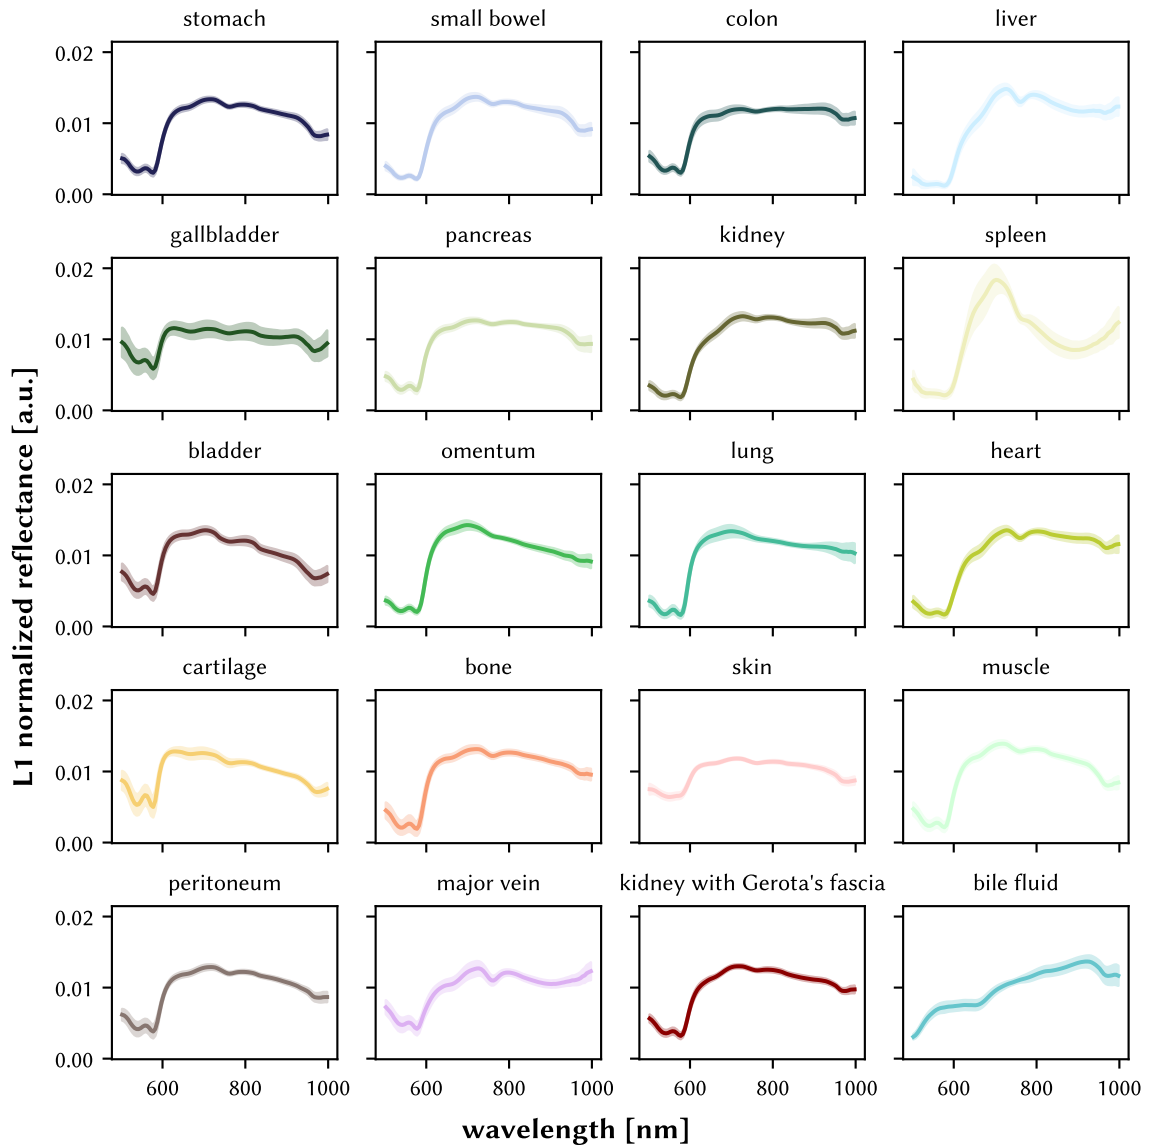 stomach small bowel colon liver
0.02
0.01
0.00
gallbladder pancreas kidney spleen
0.02
0.01
0.00
bladder omentum lung heart
0.02
0.01
0.00
cartilage bone skin muscle
0.02
0.01
0.00
peritoneum major vein kidney with Gerota's fascia bile fluid
0.02
0.01
0.00
600 800 1000 600 800 1000 600 800 1000 600 800 1000
wavelength [nm]
L1 normalized reflectance [a.u.]